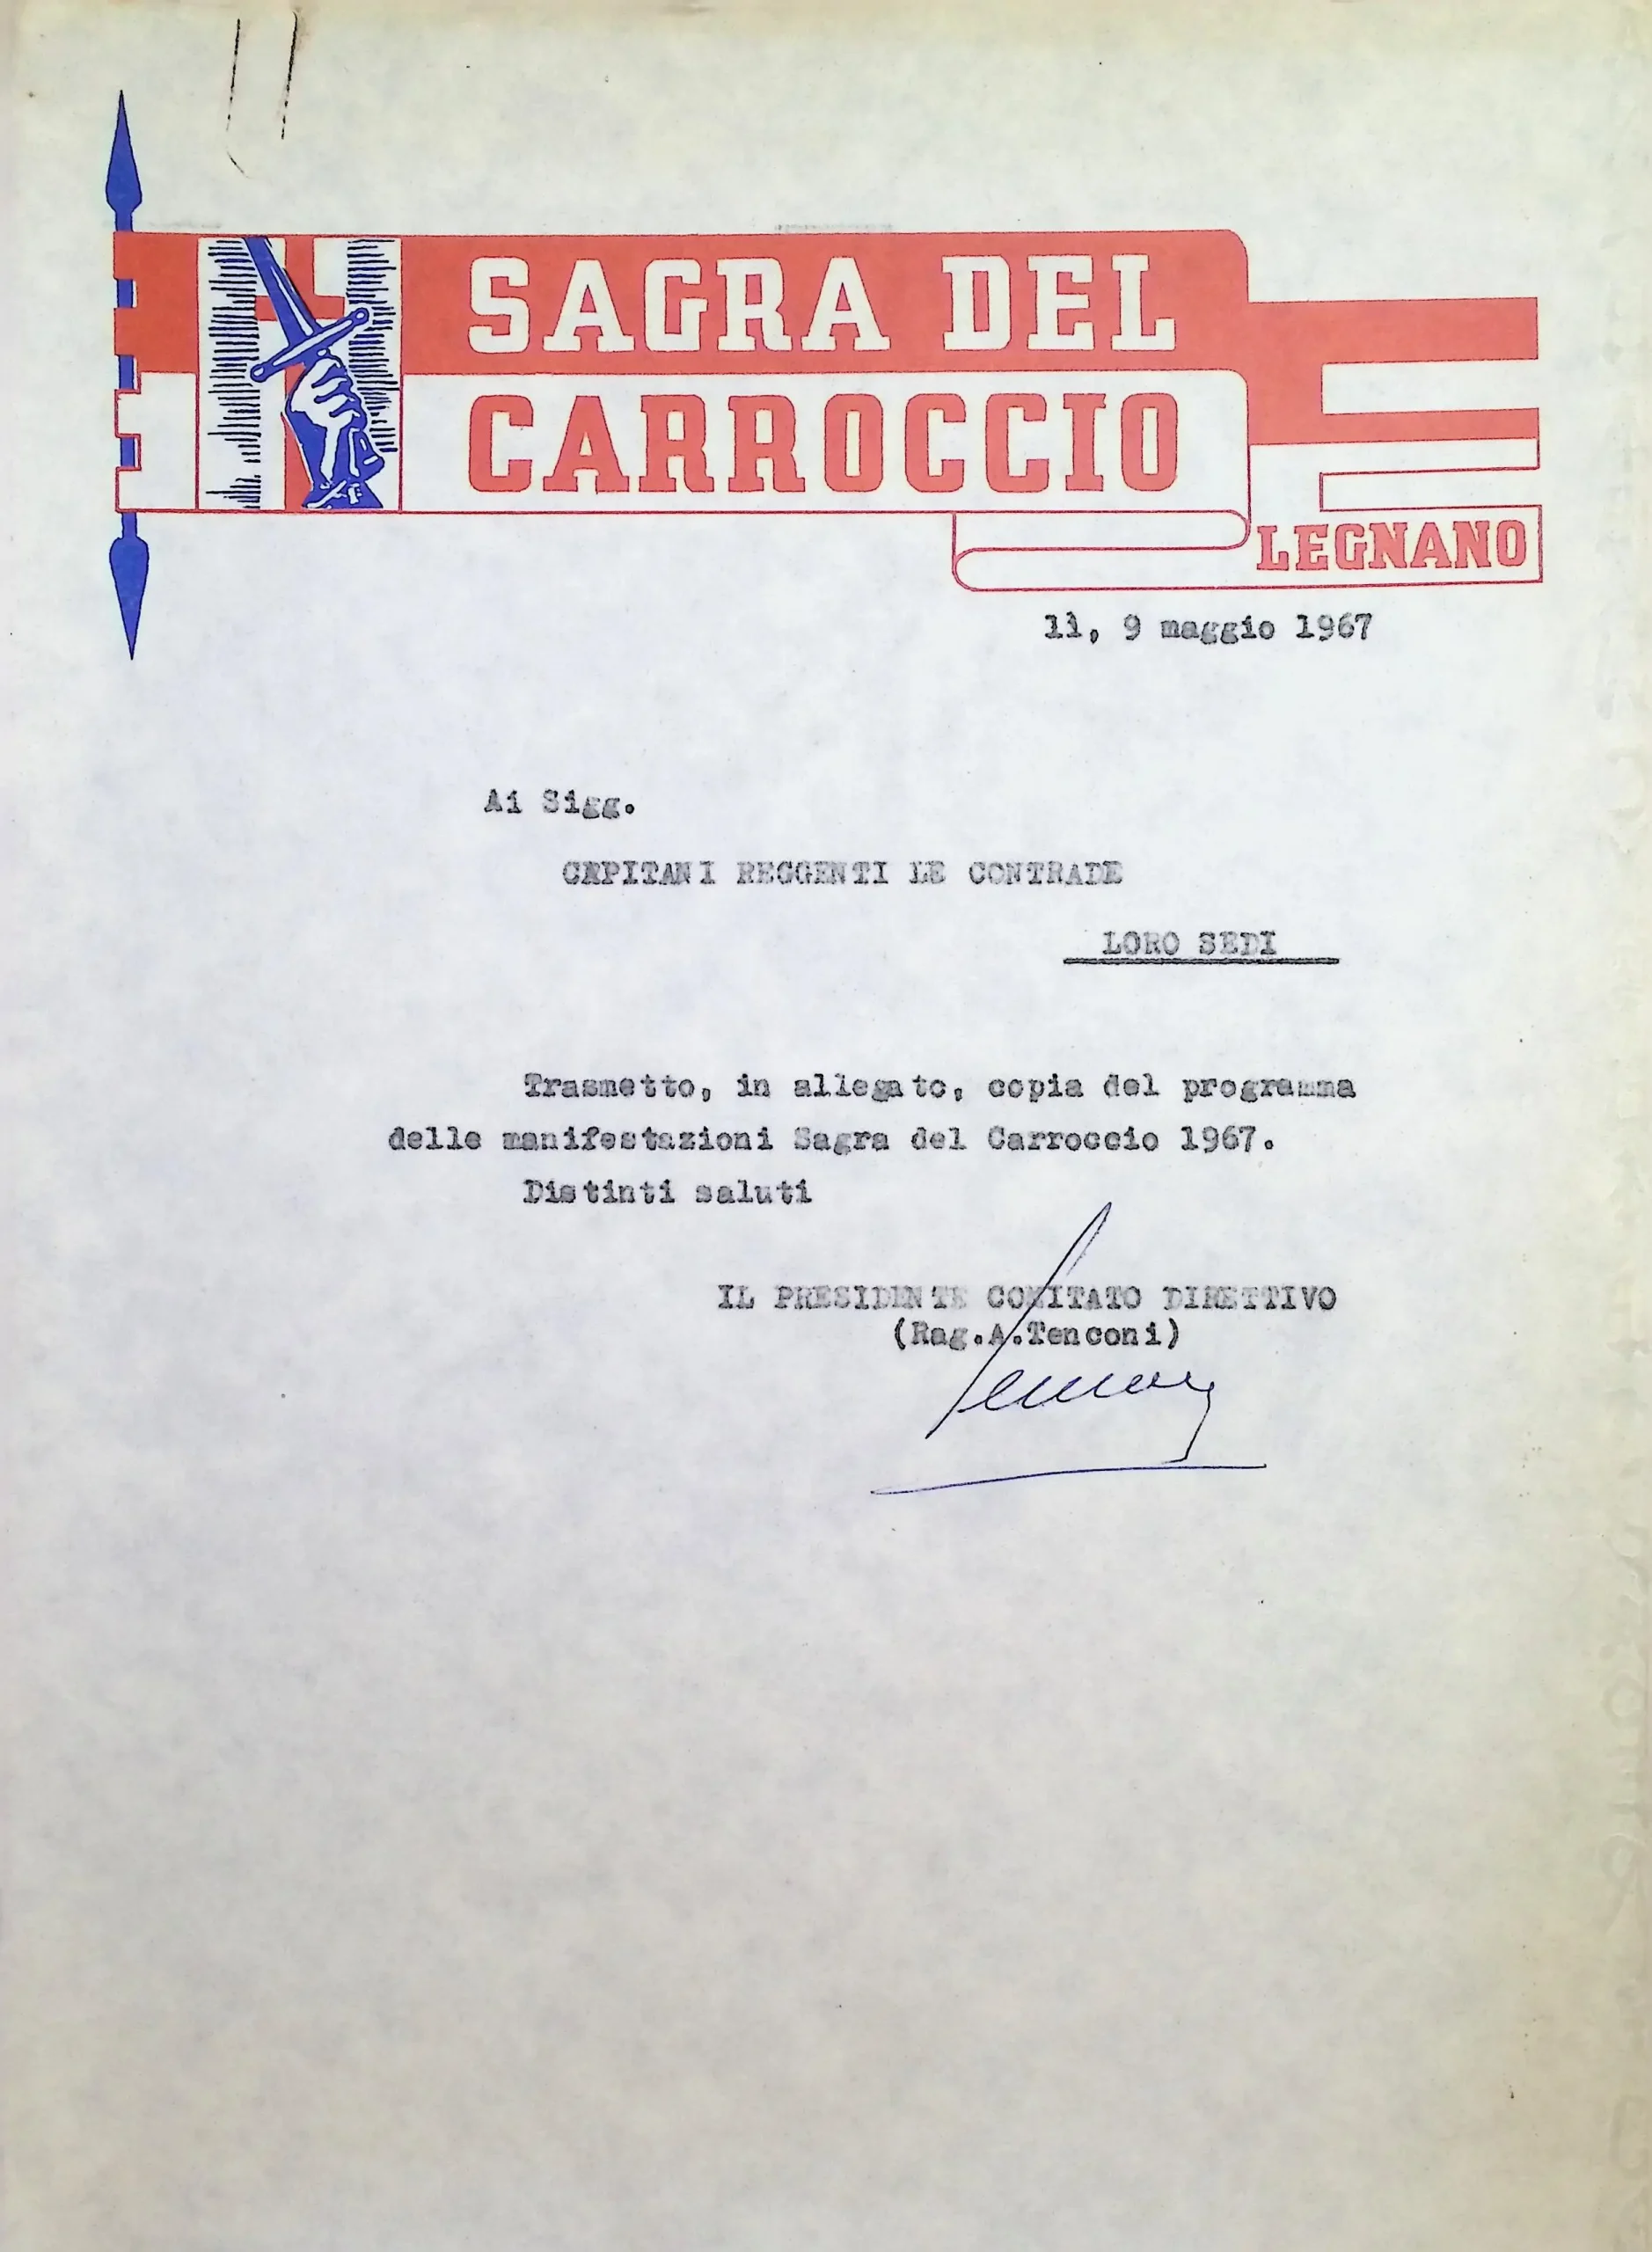 SAGRA DEL
CARROCCIO
LEGNANO
lì, 9 maggio 1967
Ai Sigg.
CAPITANI REGGENTI LE CONTRADE
LORO SEDI
Trasmetto, in allegato, copia del programma
delle manifestazioni Sagra del Carroccio 1967.
Distinti saluti
IL PRESIDENTE COMITATO DIRETTIVO
(Rag.A.Tenconi)